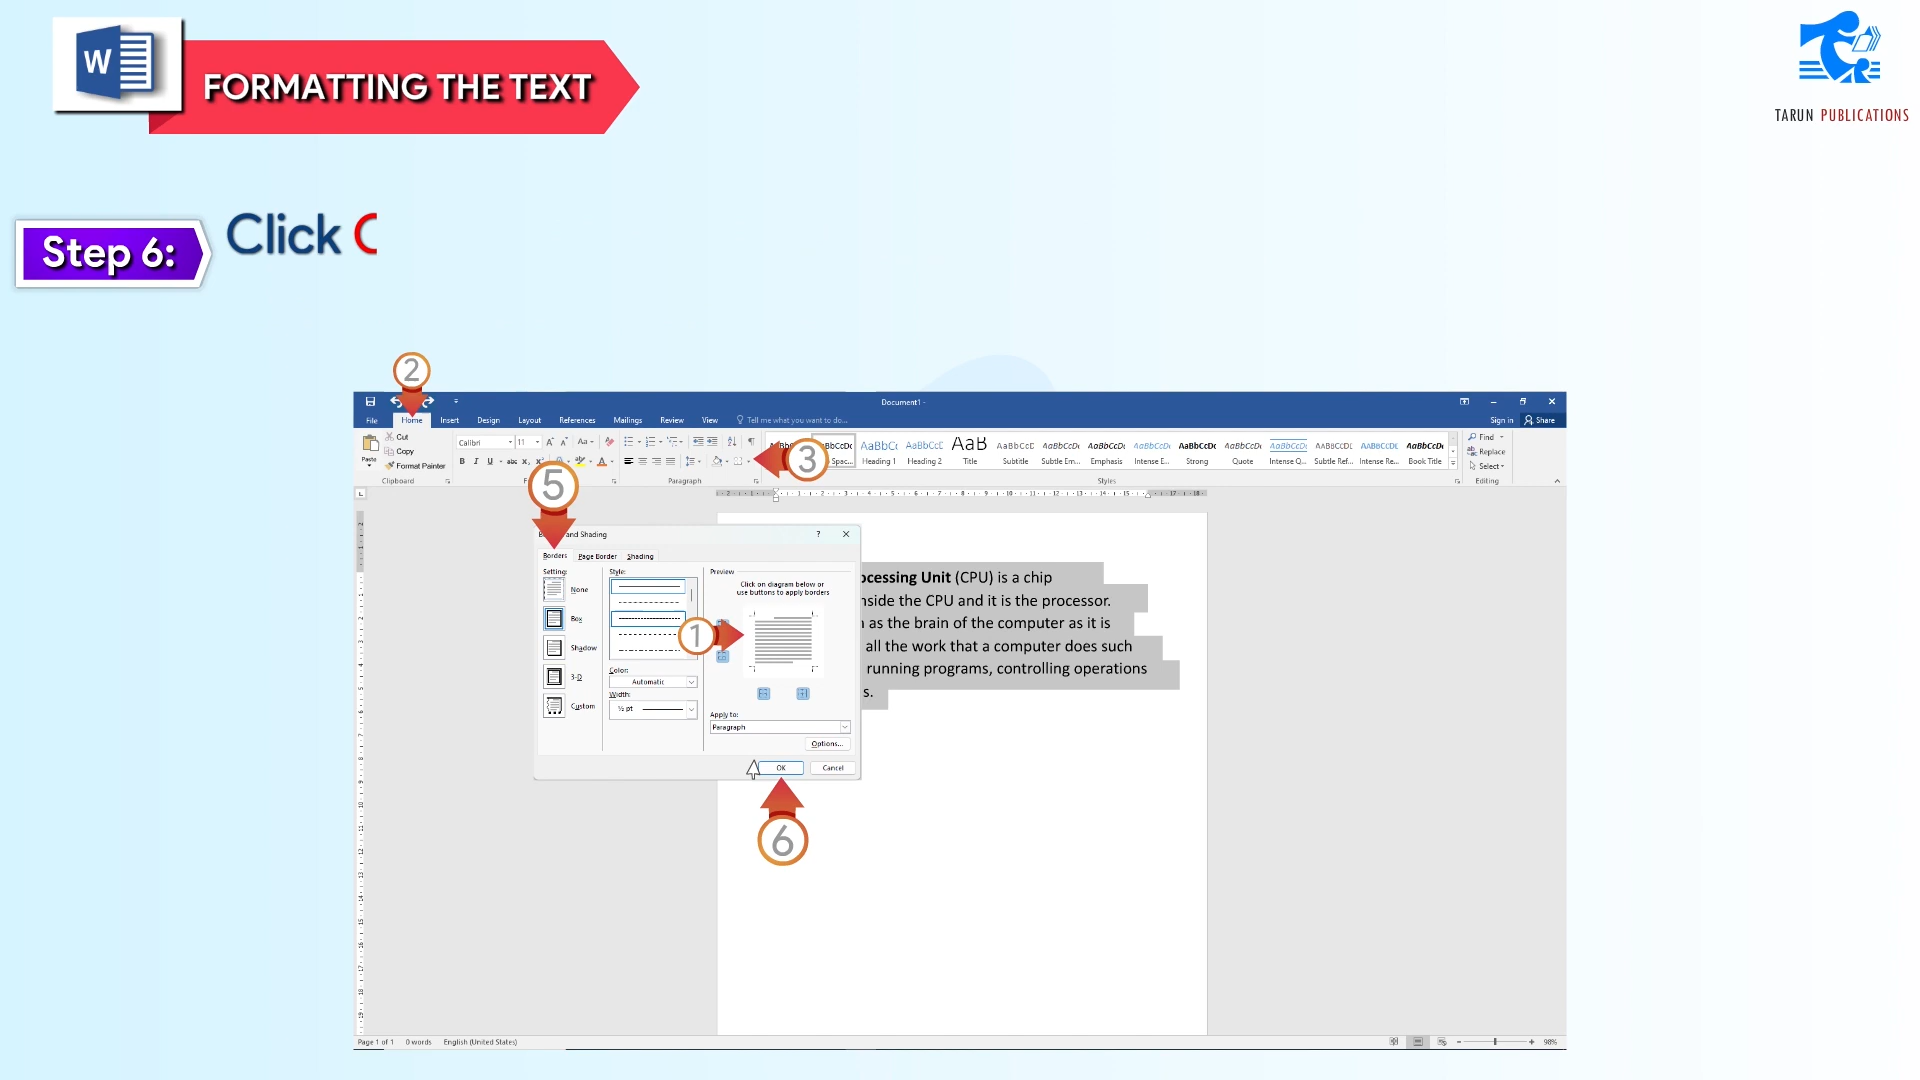 W
FORMATTING THE TEXT
TARUN PUBLICATIONS
Step 6:
Click C
2
Document1 -
File Home Insert Design Layout References Mailings Review View Tell me what you want to do... Sign in Share
Paste
Cut
Copy
Format Painter
Clipboard
Calibri 11
Paragraph
3
Heading 1 Heading 2 Title Subtitle Subtle Em... Emphasis Intense E... Strong Quote Intense Q... Subtle Ref... Intense Re... Book Title
Styles
Find
Replace
Select
Editing
5
and Shading ?
Borders Page Border Shading
Setting:
None
Box
Shadow
3-D
Custom
Style:
Color:
Automatic
Width:
½ pt
Preview
Click on diagram below or
use buttons to apply borders
1
Apply to:
Paragraph
Options...
OK Cancel
6
ocessing Unit (CPU) is a chip
nside the CPU and it is the processor.
as the brain of the computer as it is
all the work that a computer does such
running programs, controlling operations
s.
Page 1 of 1 0 words English (United States) 98%